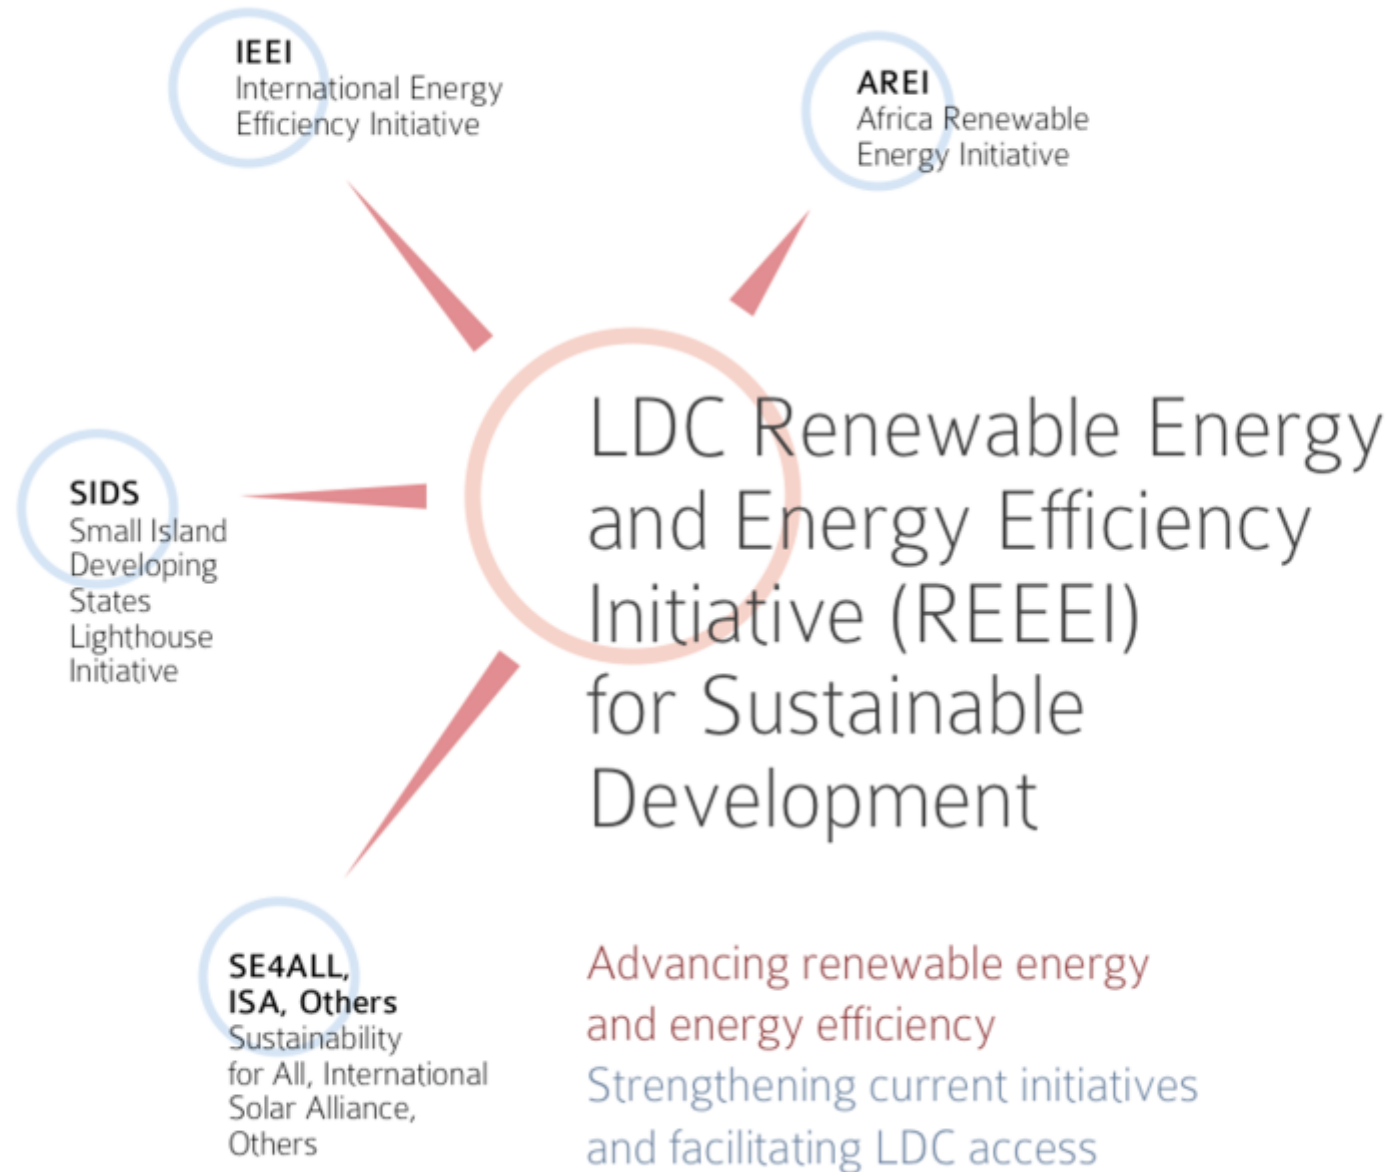 IEEI
International Energy
Efficiency Initiative
AREI
Africa Renewable
Energy Initiative
LDC Renewable Energy
and Energy Efficiency
Initiative (REEEI)
for Sustainable
Development
SIDS
Small Island
Developing
States
Lighthouse
Initiative
SE4ALL,
ISA, Others
Sustainability
for All, International
Solar Alliance,
Others
Advancing renewable energy
and energy efficiency
Strengthening current initiatives
and facilitating LDC access